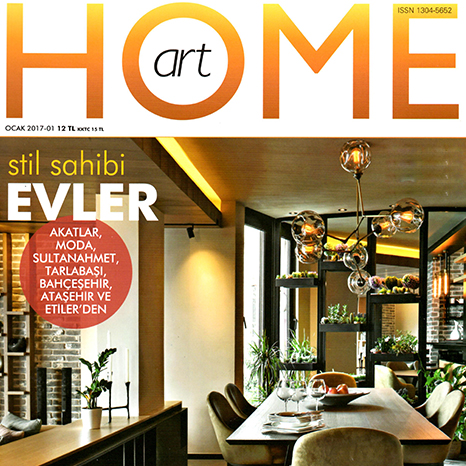 ISSN 1304-5652
HOME
art
OCAK 2017-01 12 TL KKTC 15 TL
stil sahibi
EVLER
AKATLAR,
MODA,
SULTANAHMET,
TARLABAŞI,
BAHÇEŞEHİR,
ATAŞEHİR VE
ETİLER'DEN